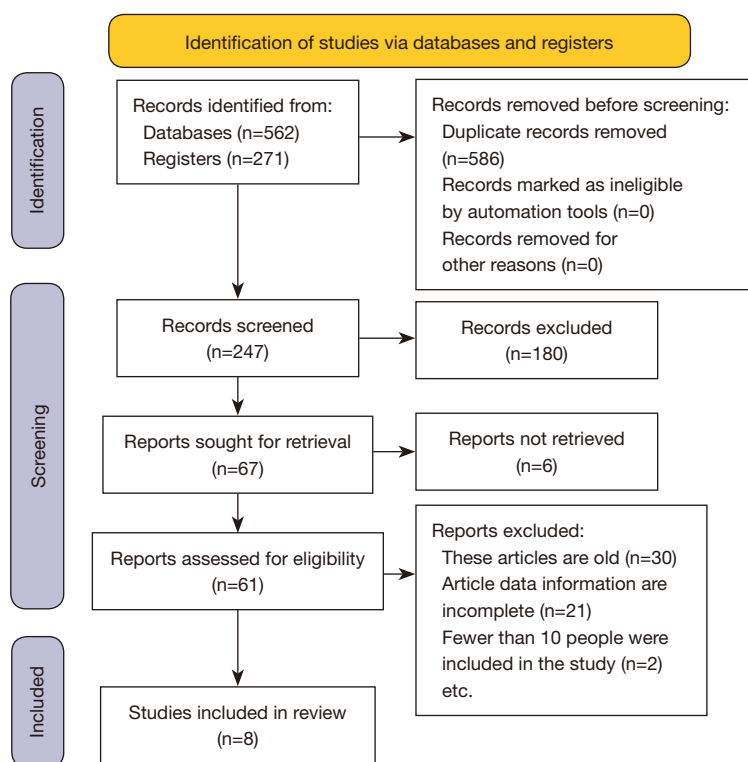 Identification of studies via databases and registers
Identification
Records identified from:
Databases (n=562)
Registers (n=271)
Records removed before screening:
Duplicate records removed
(n=586)
Records marked as ineligible
by automation tools (n=0)
Records removed for
other reasons (n=0)
Screening
Records screened
(n=247)
Records excluded
(n=180)
Reports sought for retrieval
(n=67)
Reports not retrieved
(n=6)
Reports assessed for eligibility
(n=61)
Reports excluded:
These articles are old (n=30)
Article data information are
incomplete (n=21)
Fewer than 10 people were
included in the study (n=2)
etc.
Included
Studies included in review
(n=8)